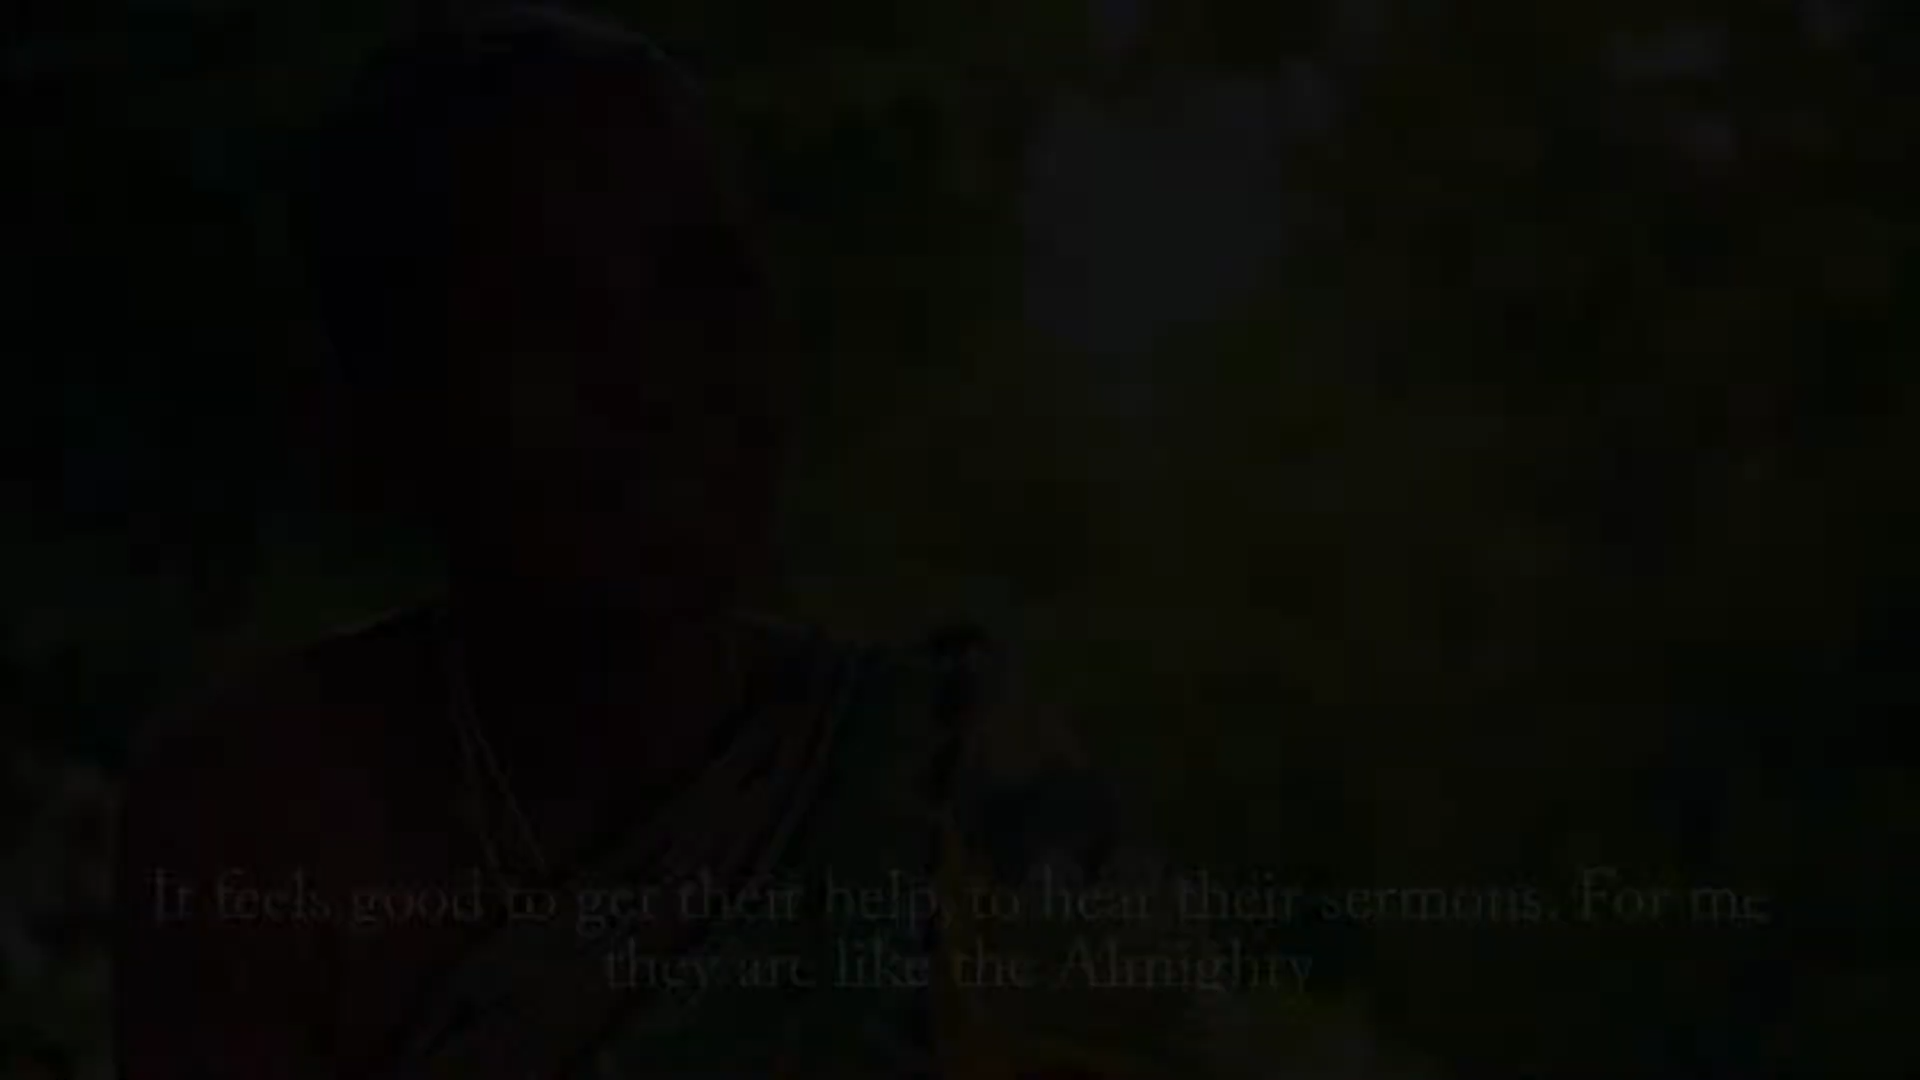 It feels good to get their help, to hear their sermons. For me
they are like the Almighty